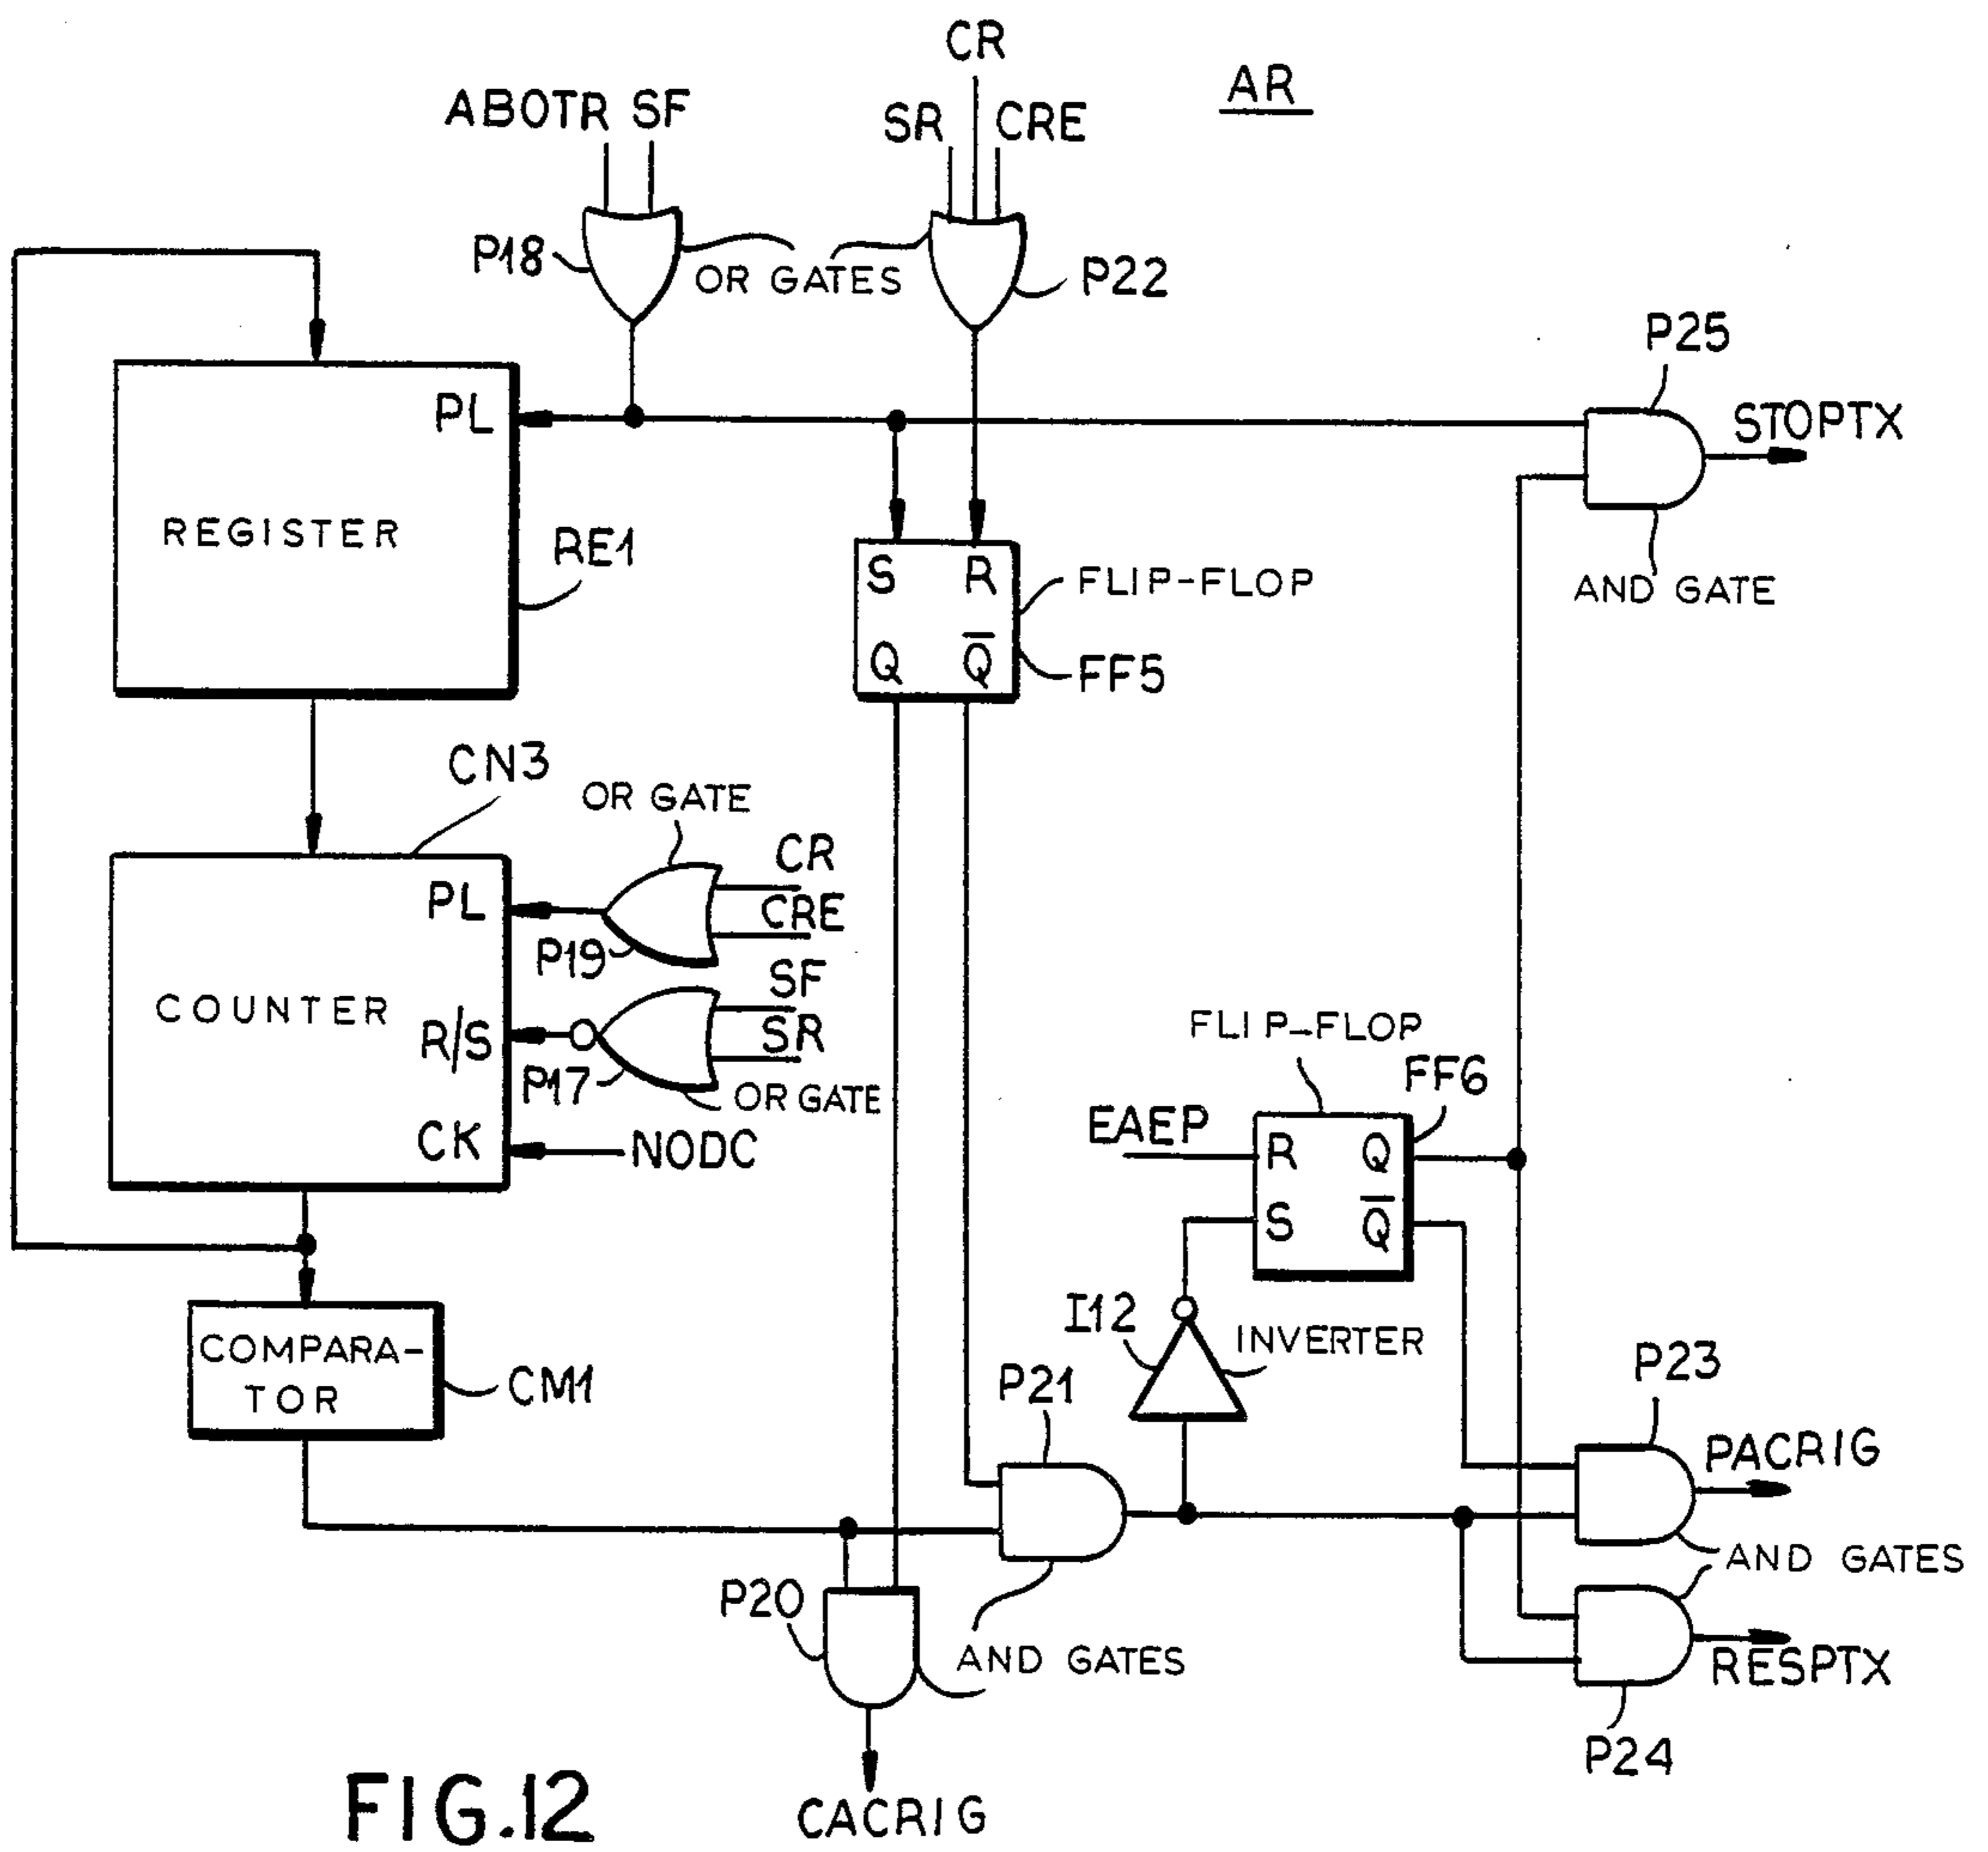 CR
AR
ABOTR SF
SR CRE
P18
OR GATES
P22
P25
PL
STOPTX
REGISTER
RE1
S R
FLIP-FLOP
AND GATE
Q Q̅
FF5
CN3
OR GATE
CR
PL
CRE
P19
SF
COUNTER
R/S
SR
FLIP-FLOP
P17
OR GATE
FF6
EAEP
CK
NODC
R Q
S Q̅
I12
INVERTER
COMPARA-
TOR
CM1
P21
P23
PACRIG
AND GATES
P20
AND GATES
RESPTX
P24
FIG.12
CACRIG